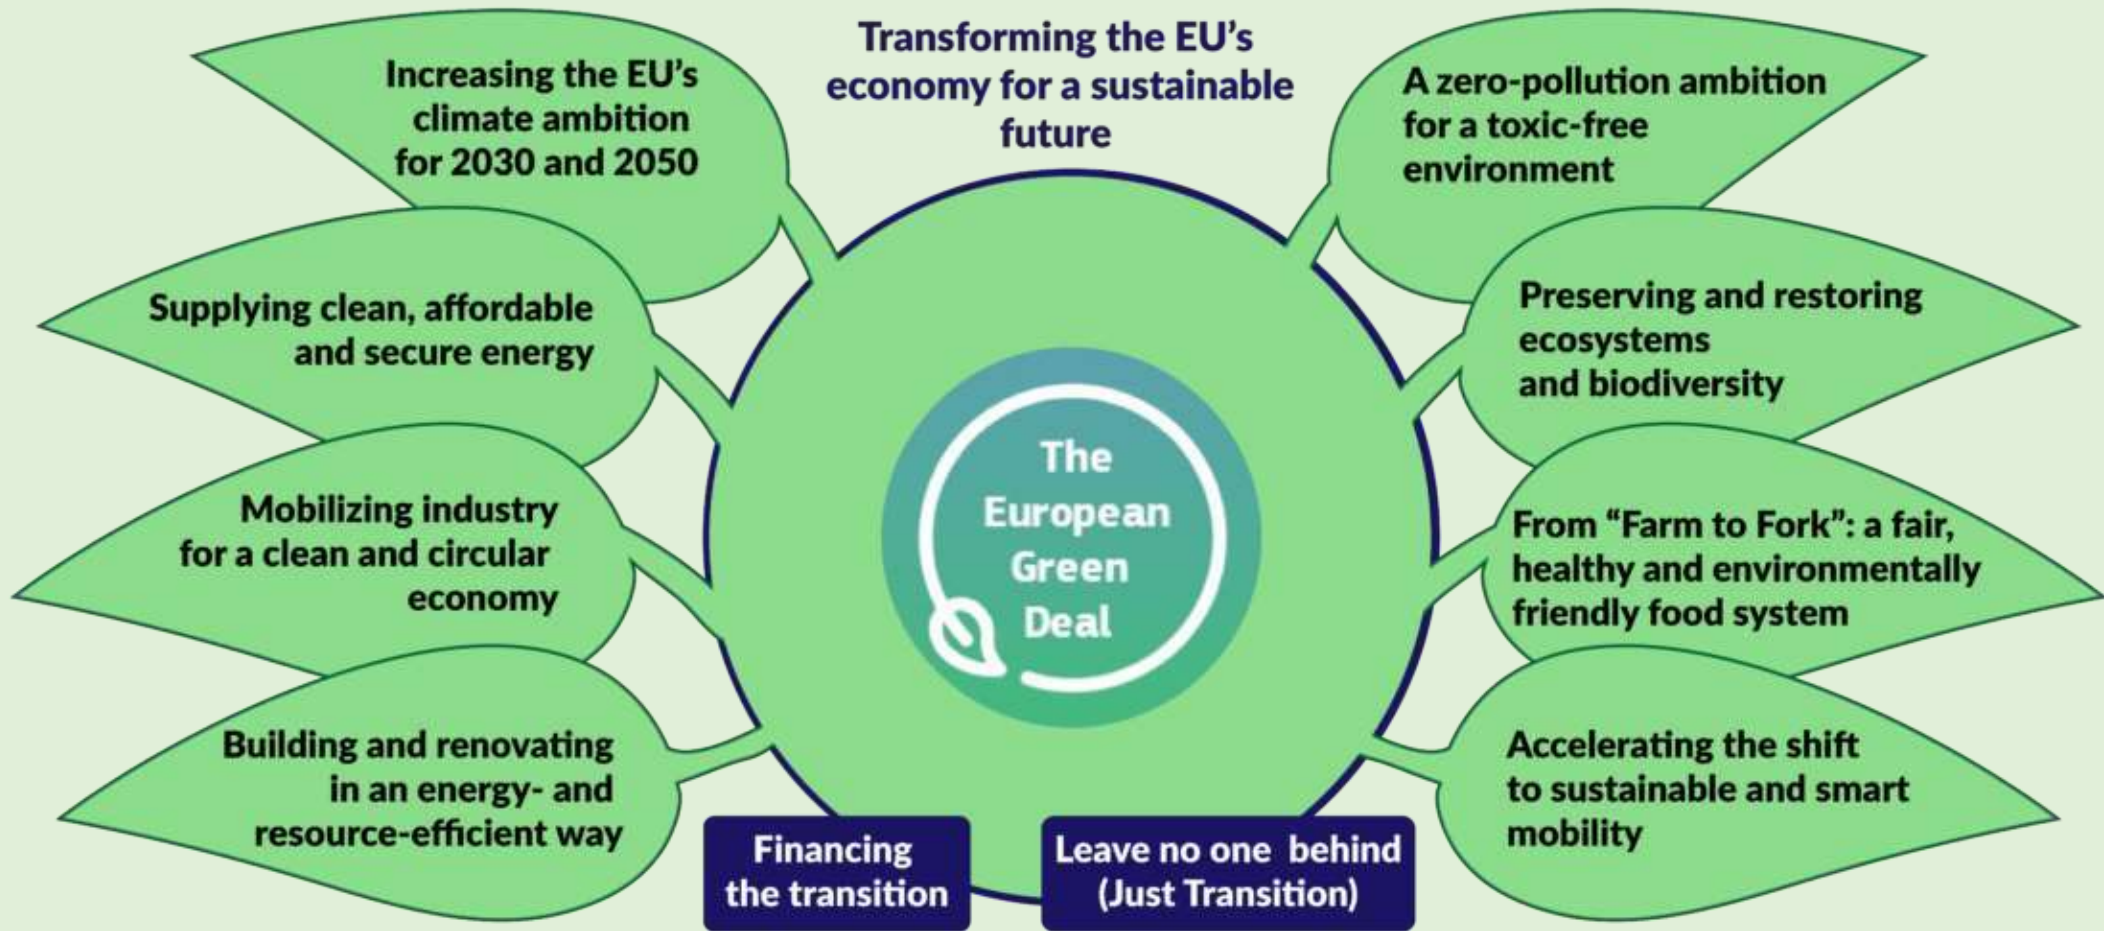 Transforming the EU's
economy for a sustainable
future
Increasing the EU's
climate ambition
for 2030 and 2050
Supplying clean, affordable
and secure energy
Mobilizing industry
for a clean and circular
economy
Building and renovating
in an energy- and
resource-efficient way
The
European
Green
Deal
A zero-pollution ambition
for a toxic-free
environment
Preserving and restoring
ecosystems
and biodiversity
From “Farm to Fork”: a fair,
healthy and environmentally
friendly food system
Accelerating the shift
to sustainable and smart
mobility
Financing
the transition
Leave no one behind
(Just Transition)